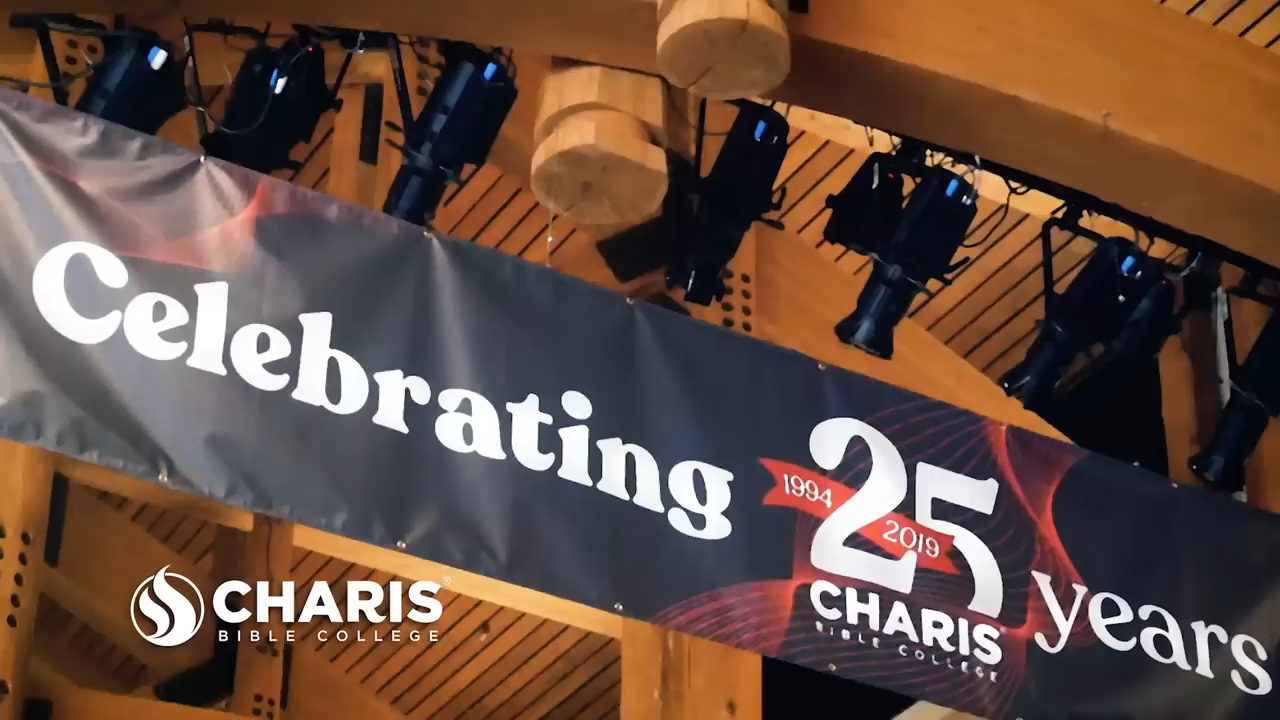 Celebrating
1994
25
2019
CHARIS
BIBLE COLLEGE
years
CHARIS®
BIBLE COLLEGE